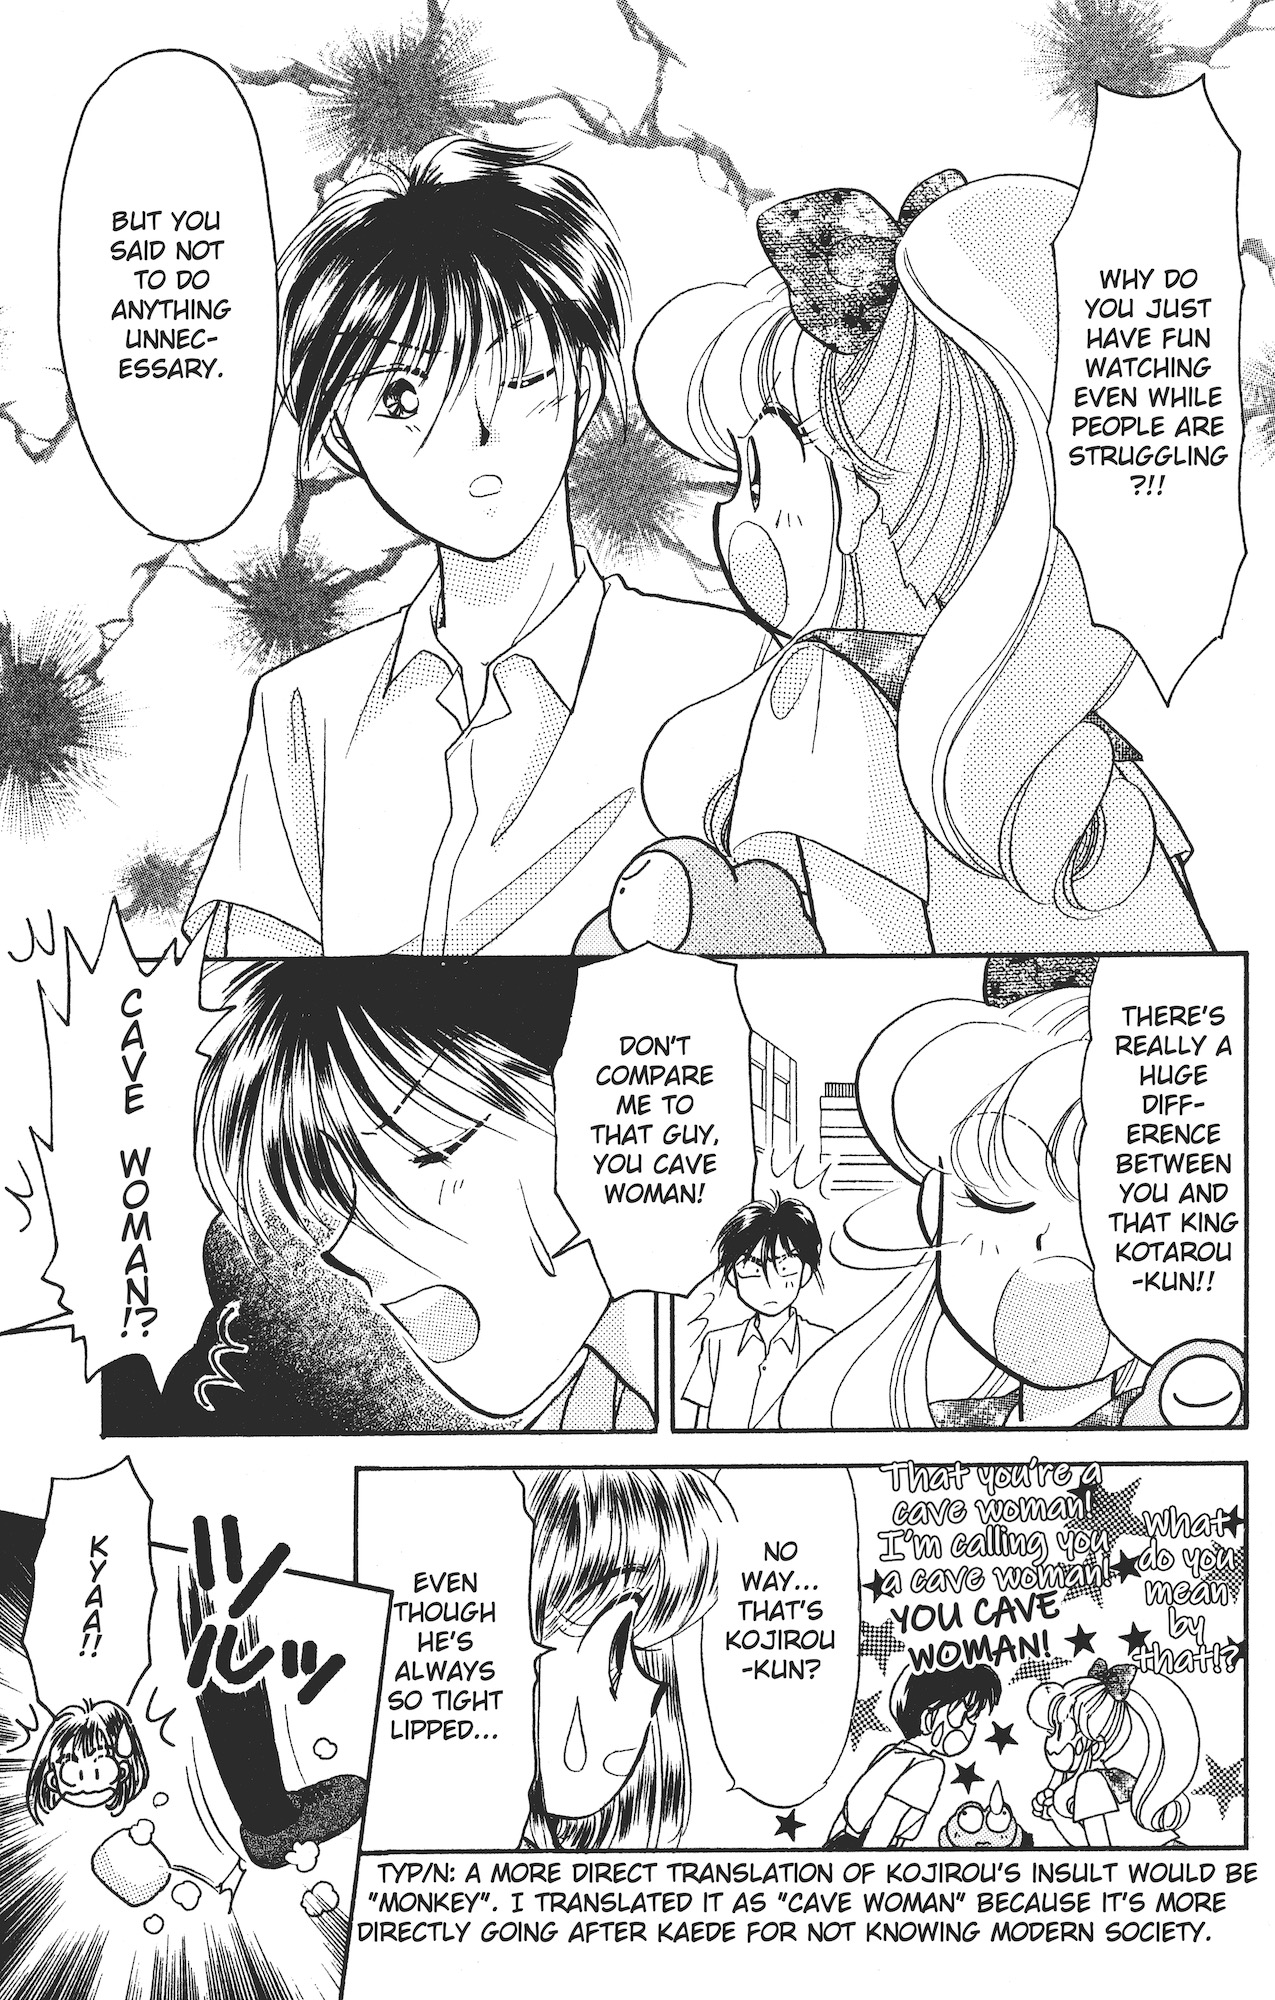 WHY DO
YOU JUST
HAVE FUN
WATCHING
EVEN WHILE
PEOPLE ARE
STRUGGLING
?!!
BUT YOU
SAID NOT
TO DO
ANYTHING
UNNEC-
ESSARY.
THERE'S
REALLY A
HUGE
DIFF-
ERENCE
BETWEEN
YOU AND
THAT KING
KOTAROU
-KUN!!
DON'T
COMPARE
ME TO
THAT GUY,
YOU CAVE
WOMAN!
CAVE WOMAN!?
What
do you
mean
by
that!?
That you're a
cave woman!
I'm calling you
a cave woman!
YOU CAVE
WOMAN!
NO
WAY...
THAT'S
KOJIROU
-KUN?
EVEN
THOUGH
HE'S
ALWAYS
SO TIGHT
LIPPED...
ツルッ
KYAA!!
TYP/N: A MORE DIRECT TRANSLATION OF KOJIROU'S INSULT WOULD BE
"MONKEY". I TRANSLATED IT AS "CAVE WOMAN" BECAUSE IT'S MORE
DIRECTLY GOING AFTER KAEDE FOR NOT KNOWING MODERN SOCIETY.